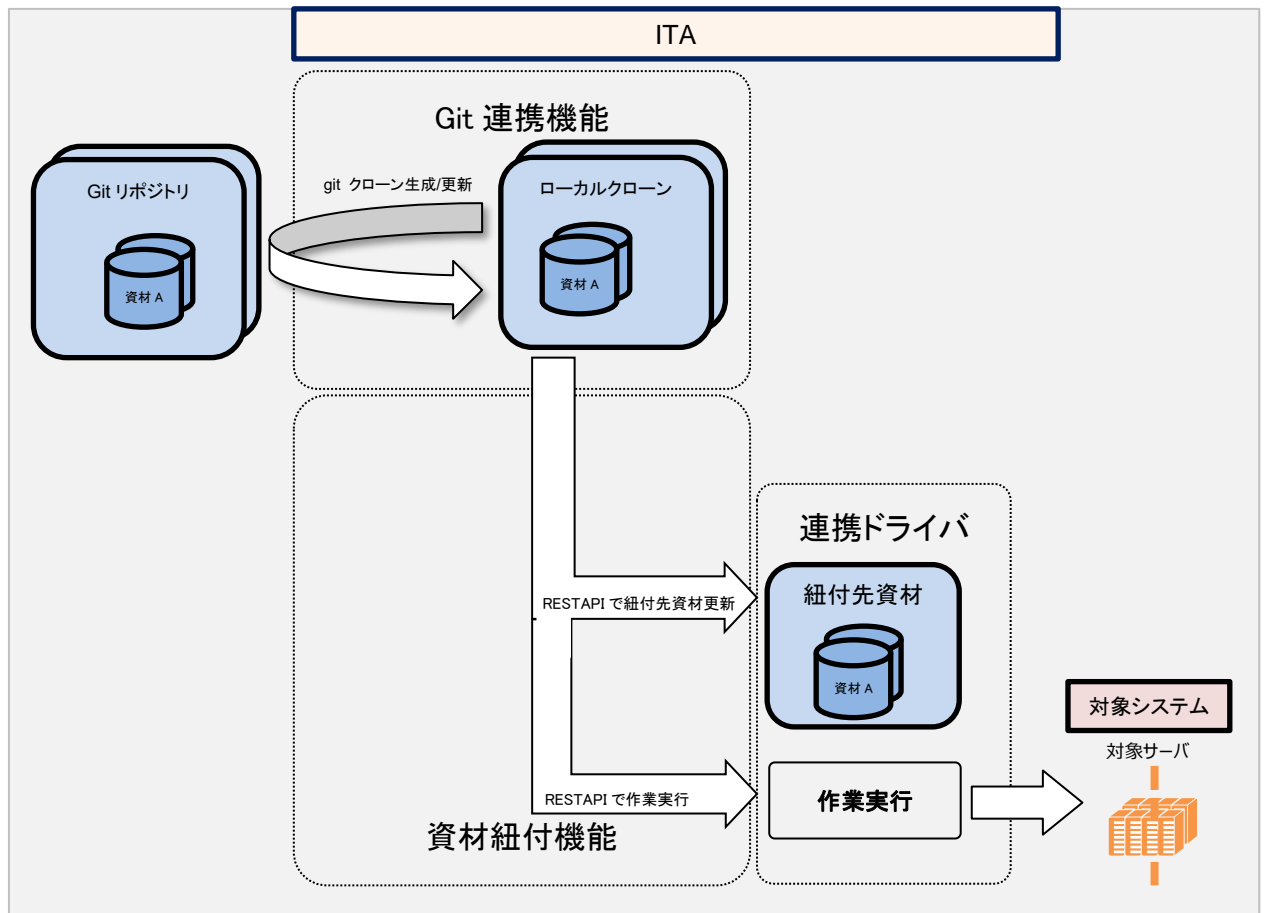 ITA
Git 連携機能
Git リポジトリ
git クローン生成/更新
ローカルクローン
資材 A
資材 A
連携ドライバ
紐付先資材
RESTAPI で紐付先資材更新
資材 A
対象システム
対象サーバ
RESTAPI で作業実行
作業実行
資材紐付機能